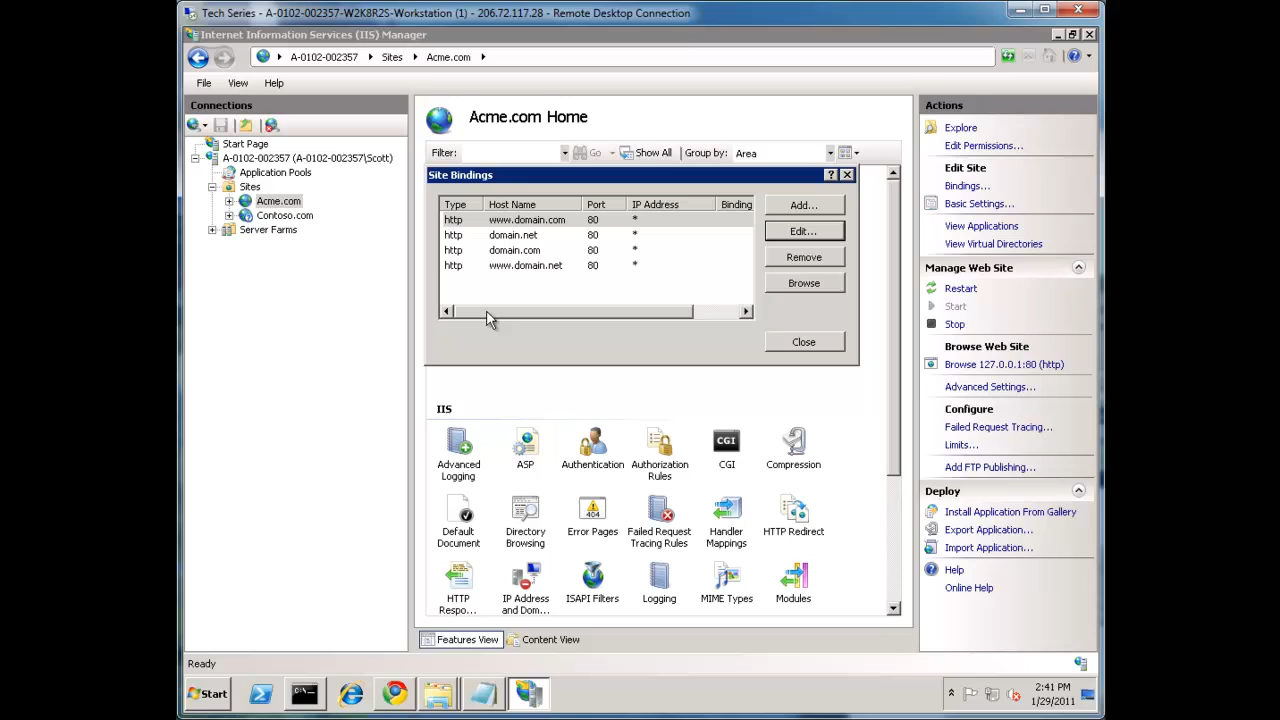 Tech Series - A-0102-002357-W2K8R2S-Workstation (1) - 206.72.117.28 - Remote Desktop Connection
Internet Information Services (IIS) Manager
A-0102-002357 Sites Acme.com
File View Help
Connections
Start Page
A-0102-002357 (A-0102-002357\Scott)
Application Pools
Sites
Acme.com
Contoso.com
Server Farms
Acme.com Home
Filter: Go Show All Group by: Area
Site Bindings
Type Host Name Port IP Address Binding
http www.domain.com 80 *
http domain.net 80 *
http domain.com 80 *
http www.domain.net 80 *
Add...
Edit...
Remove
Browse
Close
IIS
Advanced Logging
ASP
Authentication
Authorization Rules
CGI
CGI
Compression
Default Document
Directory Browsing
404
Error Pages
Failed Request Tracing Rules
Handler Mappings
HTTP Redirect
HTTP Respo...
IP Address and Dom...
ISAPI Filters
Logging
MIME Types
Modules
Features View Content View
Actions
Explore
Edit Permissions...
Edit Site
Bindings...
Basic Settings...
View Applications
View Virtual Directories
Manage Web Site
Restart
Start
Stop
Browse Web Site
Browse 127.0.0.1:80 (http)
Advanced Settings...
Configure
Failed Request Tracing...
Limits...
Add FTP Publishing...
Deploy
Install Application From Gallery
Export Application...
Import Application...
Help
Online Help
Ready
Start
2:41 PM
1/29/2011